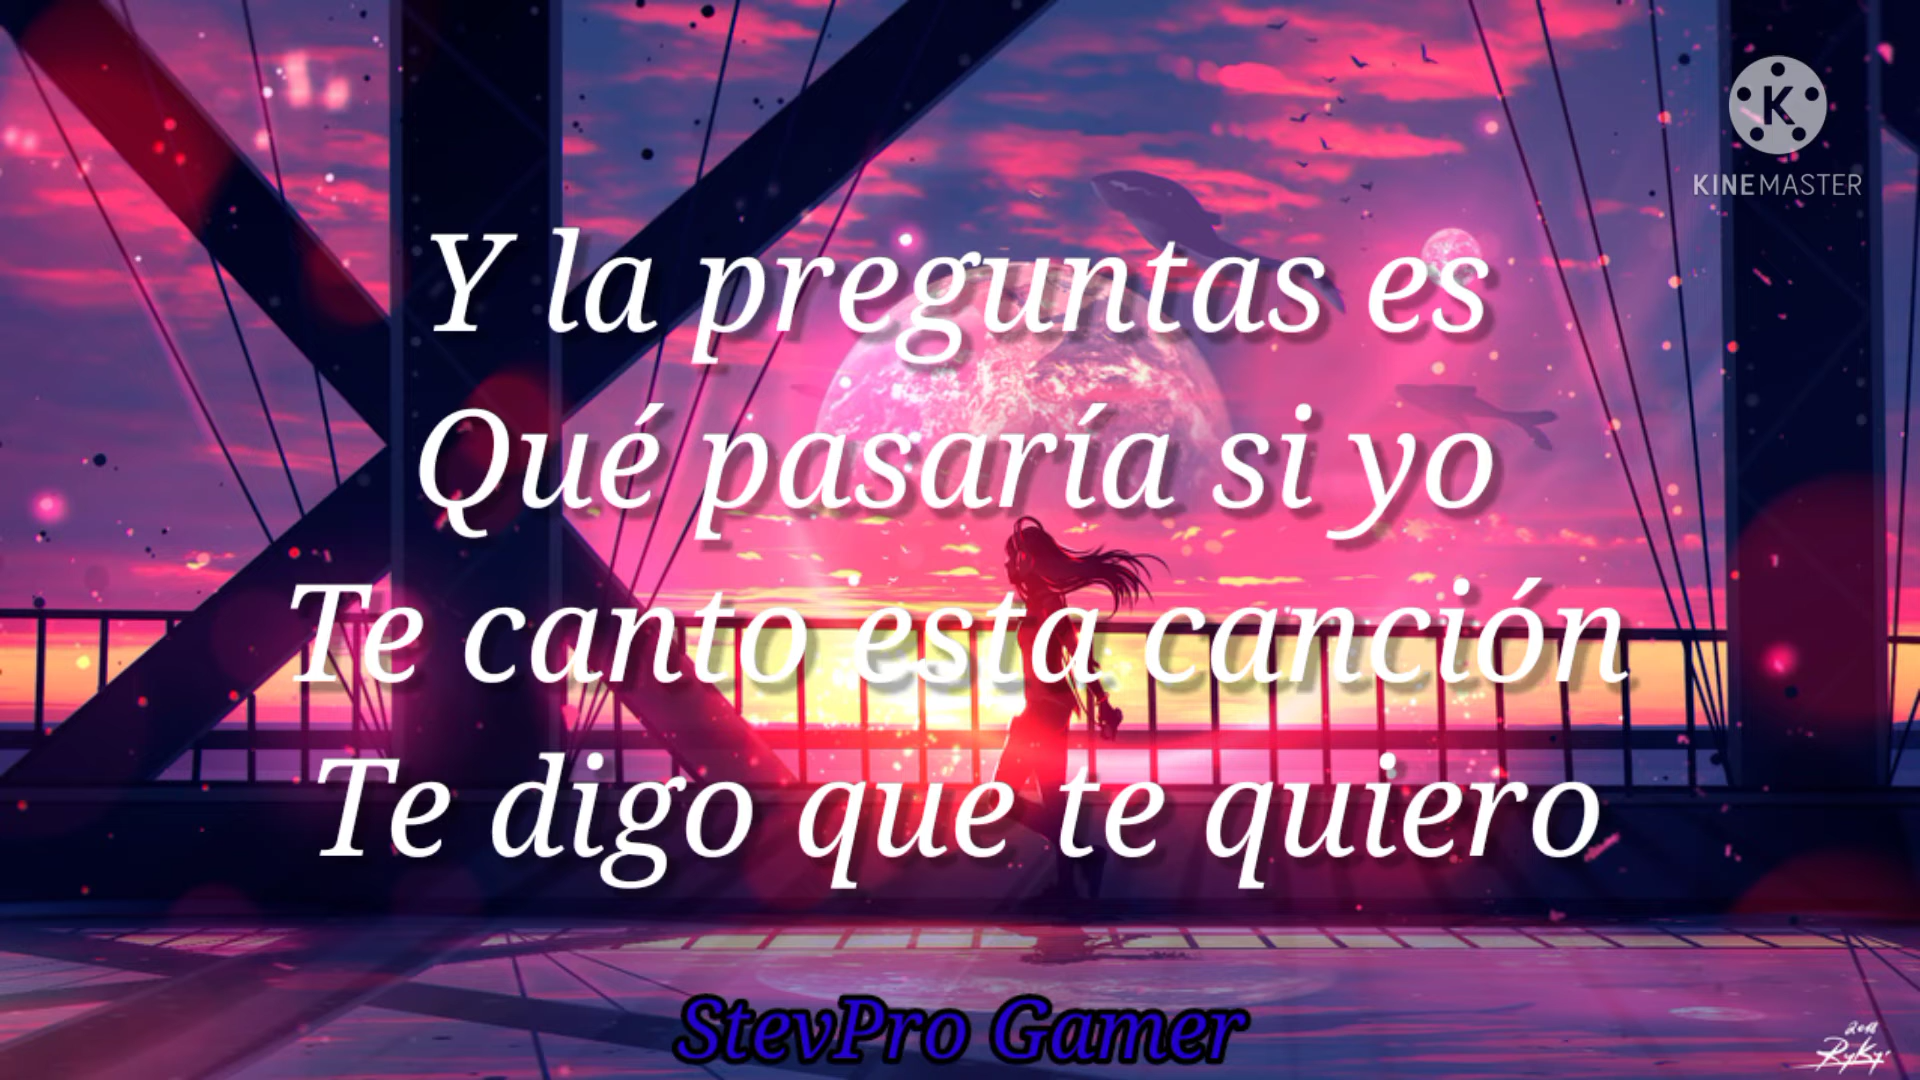 K
KINEMASTER
Y la preguntas es
Qué pasaría si yo
Te canto esta canción
Te digo que te quiero
StevPro Gamer